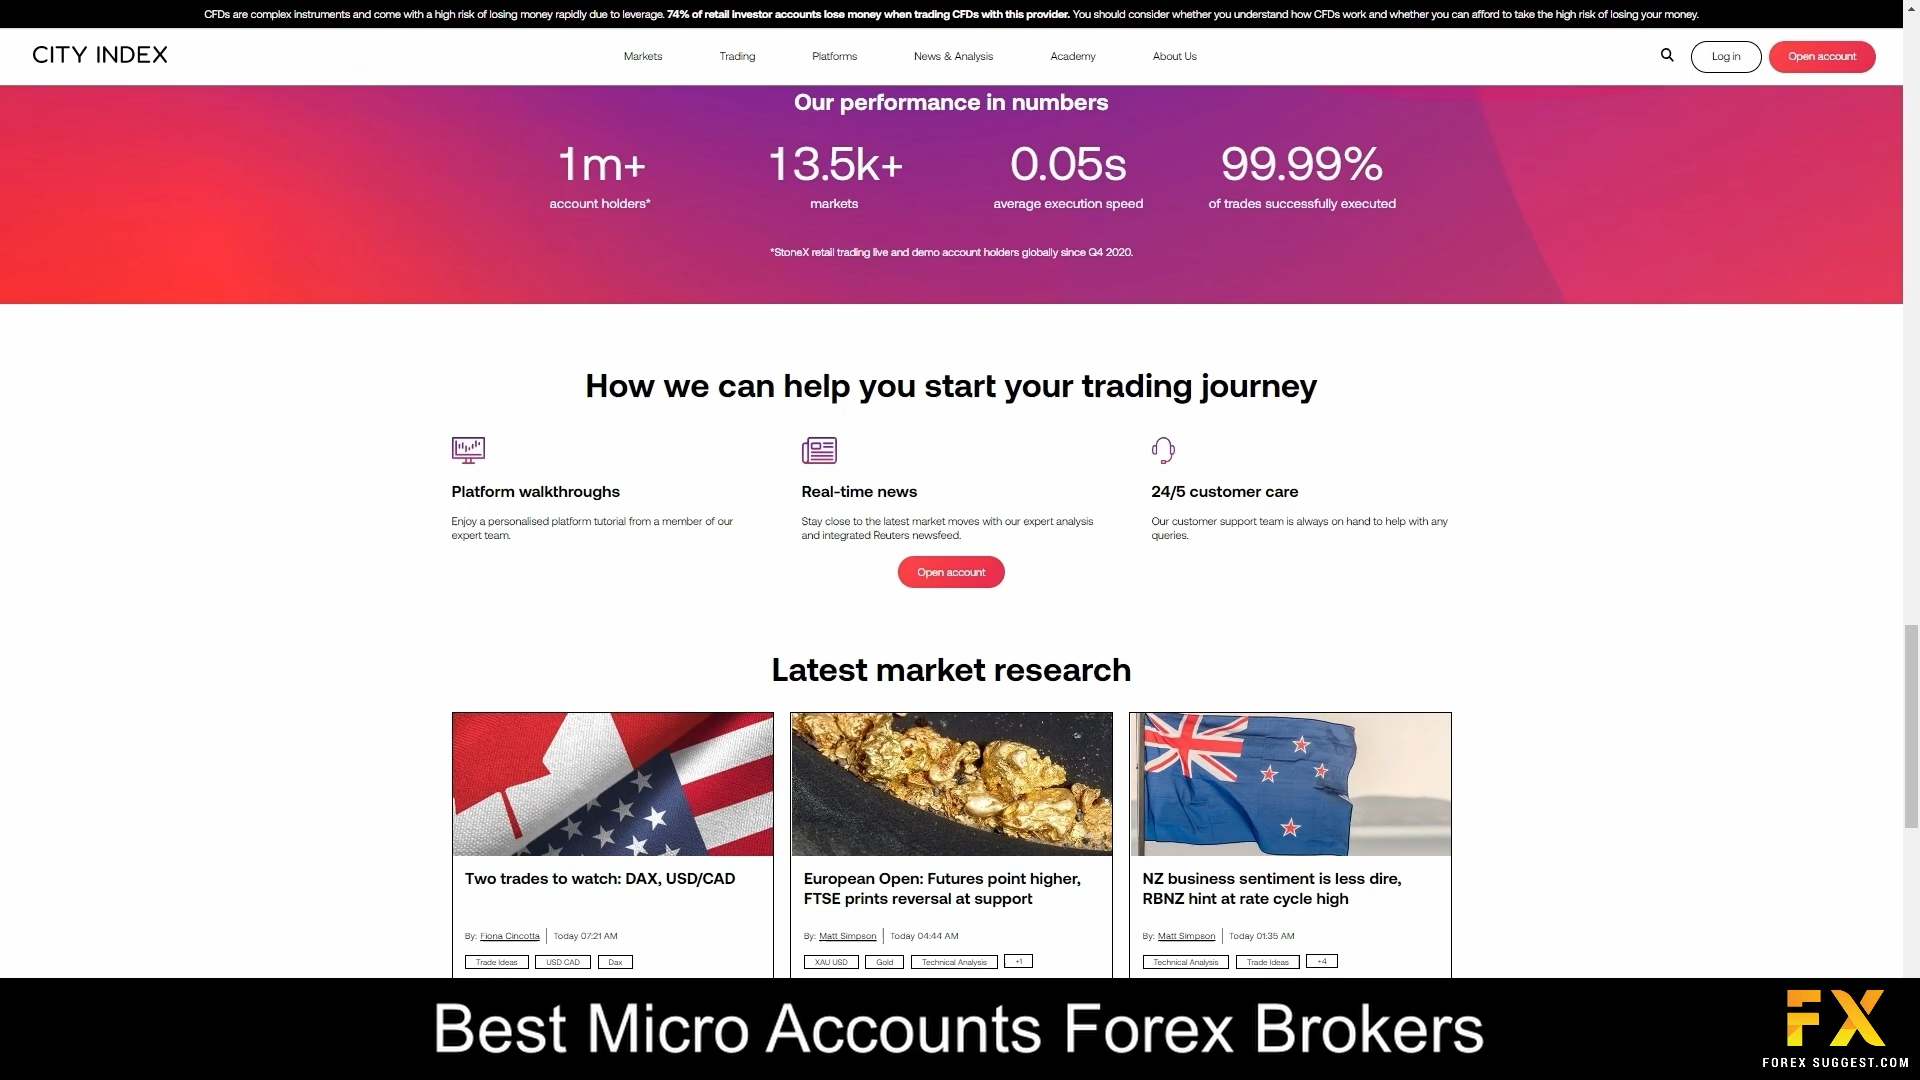 CFDs are complex instruments and come with a high risk of losing money rapidly due to leverage. 74% of retail investor accounts lose money when trading CFDs with this provider. You should consider whether you understand how CFDs work and whether you can afford to take the high risk of losing your money.
CITY INDEX
Markets Trading Platforms News & Analysis Academy About Us
Log in
Open account
Our performance in numbers
1m+ 13.5k+ 0.05s 99.99%
account holders* markets average execution speed of trades successfully executed
*StoneX retail trading live and demo account holders globally since Q4 2020.
How we can help you start your trading journey
Platform walkthroughs
Enjoy a personalised platform tutorial from a member of our
expert team.
Real-time news
Stay close to the latest market moves with our expert analysis
and integrated Reuters newsfeed.
24/5 customer care
Our customer support team is always on hand to help with any
queries.
Open account
Latest market research
Two trades to watch: DAX, USD/CAD
By: Fiona Cincotta Today 07:21 AM
Trade Ideas USD CAD Dax
European Open: Futures point higher,
FTSE prints reversal at support
By: Matt Simpson Today 04:44 AM
XAU USD Gold Technical Analysis +1
NZ business sentiment is less dire,
RBNZ hint at rate cycle high
By: Matt Simpson Today 01:35 AM
Technical Analysis Trade Ideas +4
Best Micro Accounts Forex Brokers
FX
FOREX SUGGEST.COM